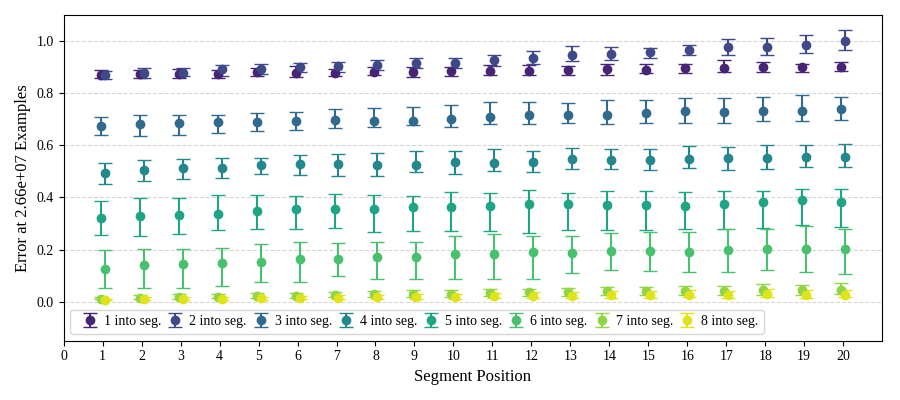 Error at 2.66e+07 Examples
1.0
0.8
0.6
0.4
0.2
0.0
1 into seg. 2 into seg. 3 into seg. 4 into seg. 5 into seg. 6 into seg. 7 into seg. 8 into seg.
0 1 2 3 4 5 6 7 8 9 10 11 12 13 14 15 16 17 18 19 20
Segment Position